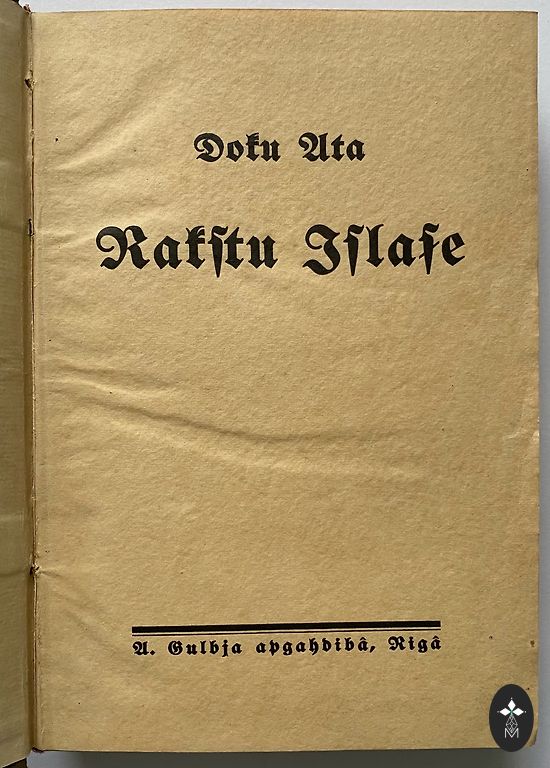 Doku Ata
Rakſtu Iſlaſe
A. Gulbja apgahdibâ, Rigâ
M